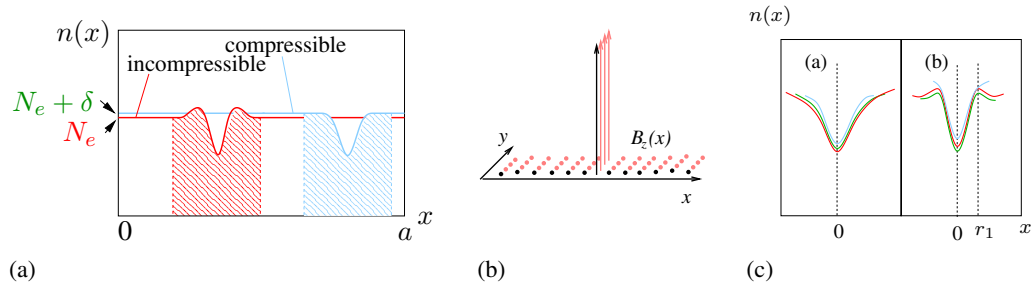 n(x)
compressible
incompressible
N_e + δ
N_e
0
a
x
(a)
y
B_z(x)
x
(b)
n(x)
(a)
(b)
0
0
r_1
x
(c)